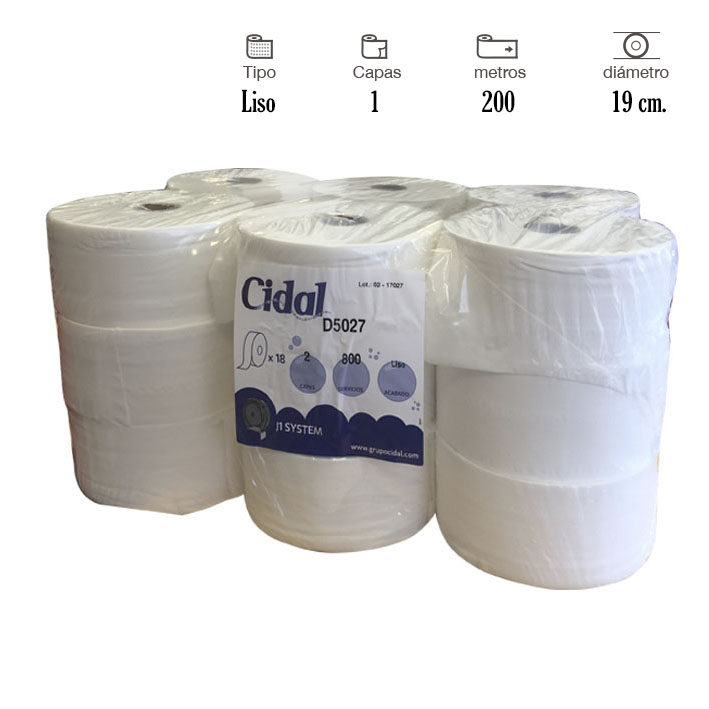 Tipo Capas metros diámetro
Liso 1 200 19 cm.
Cidal
Lot.: 02 - 17027
D5027
x 18 2 800 LISO
CAPAS SERVICIOS ACABADO
J1 SYSTEM
www.grupocidal.com